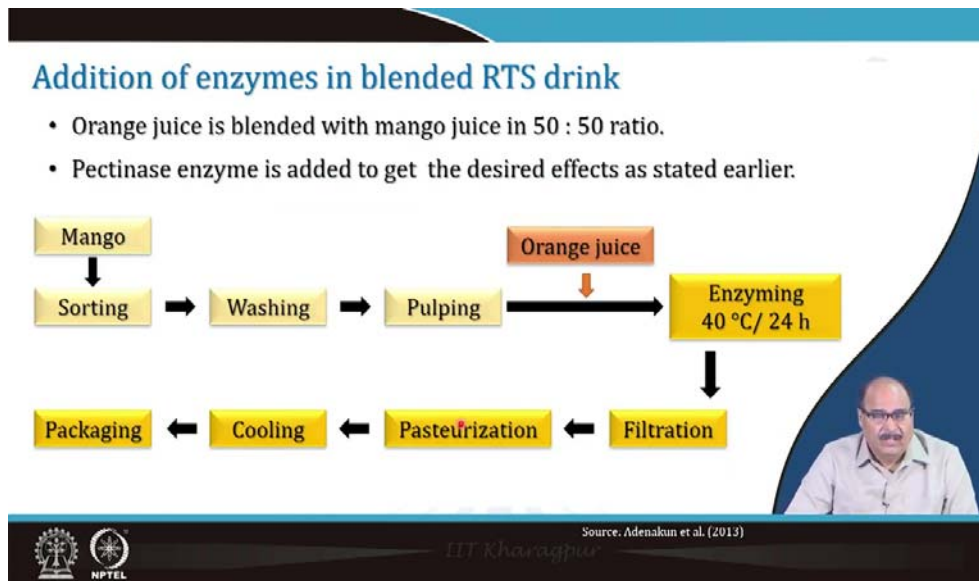 Addition of enzymes in blended RTS drink
• Orange juice is blended with mango juice in 50 : 50 ratio.
• Pectinase enzyme is added to get the desired effects as stated earlier.
Mango
Orange juice
Sorting
Washing
Pulping
Enzyming
40 °C/ 24 h
Packaging
Cooling
Pasteurization
Filtration
Source. Adenakun et al. (2013)
IIT Kharagpur
NPTEL